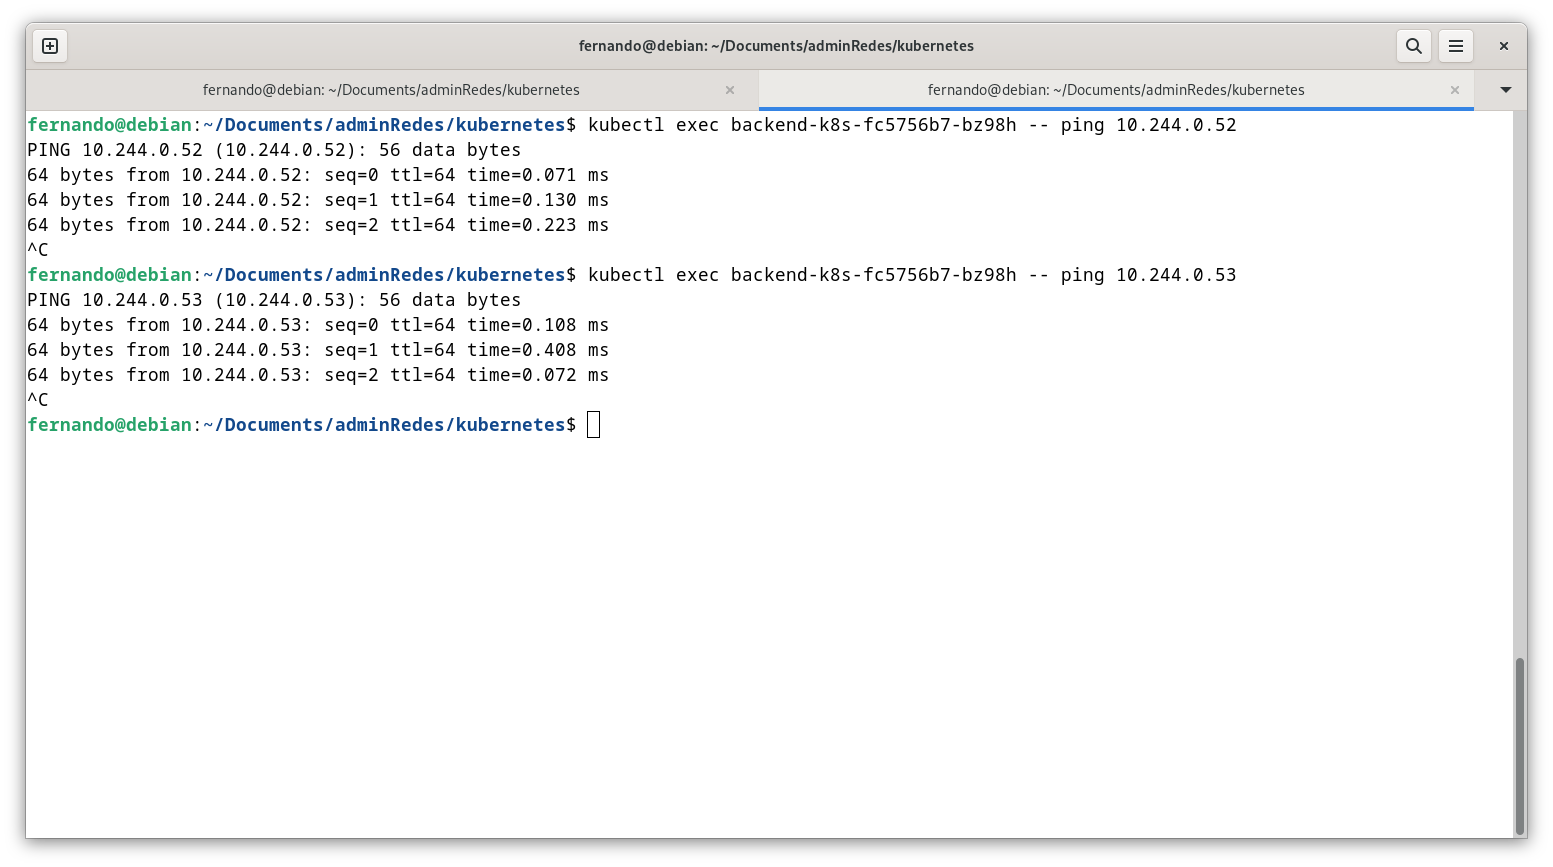 fernando@debian: ~/Documents/adminRedes/kubernetes
fernando@debian: ~/Documents/adminRedes/kubernetes
fernando@debian: ~/Documents/adminRedes/kubernetes
fernando@debian:~/Documents/adminRedes/kubernetes$ kubectl exec backend-k8s-fc5756b7-bz98h -- ping 10.244.0.52
PING 10.244.0.52 (10.244.0.52): 56 data bytes
64 bytes from 10.244.0.52: seq=0 ttl=64 time=0.071 ms
64 bytes from 10.244.0.52: seq=1 ttl=64 time=0.130 ms
64 bytes from 10.244.0.52: seq=2 ttl=64 time=0.223 ms
^C
fernando@debian:~/Documents/adminRedes/kubernetes$ kubectl exec backend-k8s-fc5756b7-bz98h -- ping 10.244.0.53
PING 10.244.0.53 (10.244.0.53): 56 data bytes
64 bytes from 10.244.0.53: seq=0 ttl=64 time=0.108 ms
64 bytes from 10.244.0.53: seq=1 ttl=64 time=0.408 ms
64 bytes from 10.244.0.53: seq=2 ttl=64 time=0.072 ms
^C
fernando@debian:~/Documents/adminRedes/kubernetes$